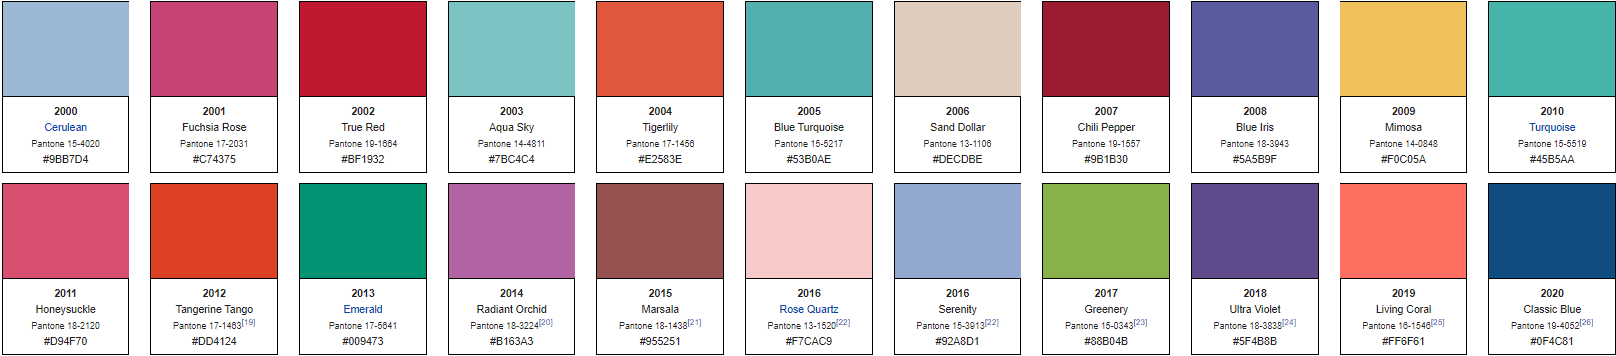 2000
Cerulean
Pantone 15-4020
#9BB7D4
2001
Fuchsia Rose
Pantone 17-2031
#C74375
2002
True Red
Pantone 19-1664
#BF1932
2003
Aqua Sky
Pantone 14-4811
#7BC4C4
2004
Tigerlily
Pantone 17-1456
#E2583E
2005
Blue Turquoise
Pantone 15-5217
#53B0AE
2006
Sand Dollar
Pantone 13-1106
#DECDBE
2007
Chili Pepper
Pantone 19-1557
#9B1B30
2008
Blue Iris
Pantone 18-3943
#5A5B9F
2009
Mimosa
Pantone 14-0848
#F0C05A
2010
Turquoise
Pantone 15-5519
#45B5AA
2011
Honeysuckle
Pantone 18-2120
#D94F70
2012
Tangerine Tango
Pantone 17-1463[19]
#DD4124
2013
Emerald
Pantone 17-5641
#009473
2014
Radiant Orchid
Pantone 18-3224[20]
#B163A3
2015
Marsala
Pantone 18-1438[21]
#955251
2016
Rose Quartz
Pantone 13-1520[22]
#F7CAC9
2016
Serenity
Pantone 15-3913[22]
#92A8D1
2017
Greenery
Pantone 15-0343[23]
#88B04B
2018
Ultra Violet
Pantone 18-3838[24]
#5F4B8B
2019
Living Coral
Pantone 16-1546[25]
#FF6F61
2020
Classic Blue
Pantone 19-4052[26]
#0F4C81